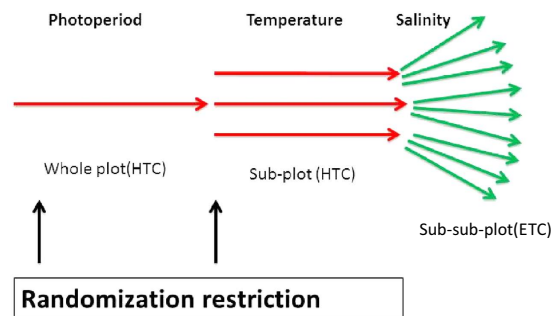 Photoperiod Temperature Salinity
Whole plot(HTC) Sub-plot (HTC)
Sub-sub-plot(ETC)
Randomization restriction